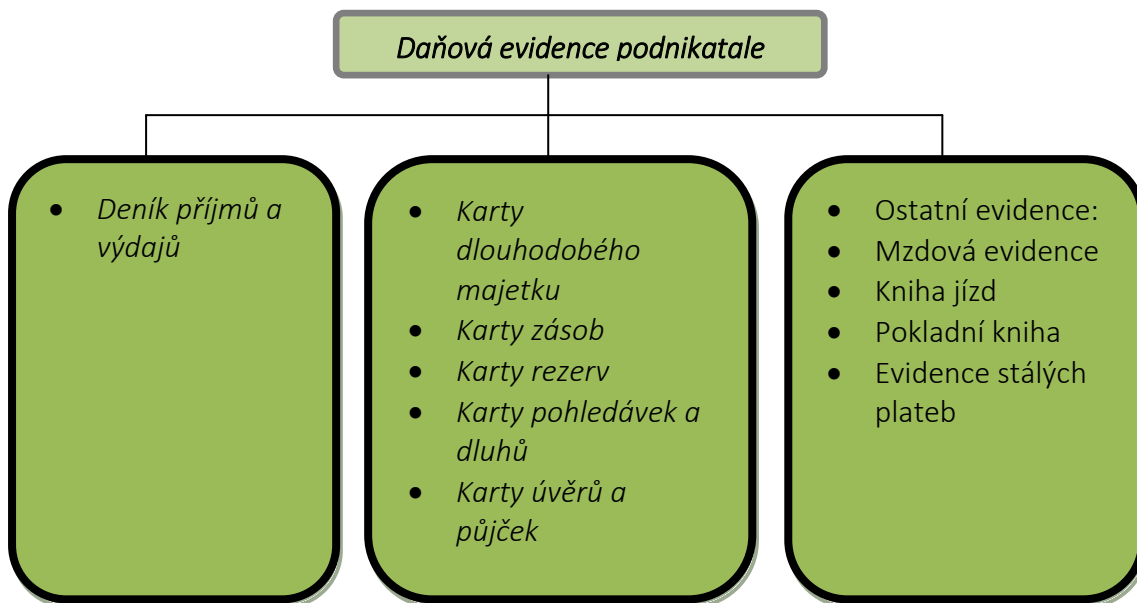 Daňová evidence podnikatale
• Deník příjmů a
výdajů
• Karty
dlouhodobého
majetku
• Karty zásob
• Karty rezerv
• Karty pohledávek a
dluhů
• Karty úvěrů a
půjček
• Ostatní evidence:
• Mzdová evidence
• Kniha jízd
• Pokladní kniha
• Evidence stálých
plateb